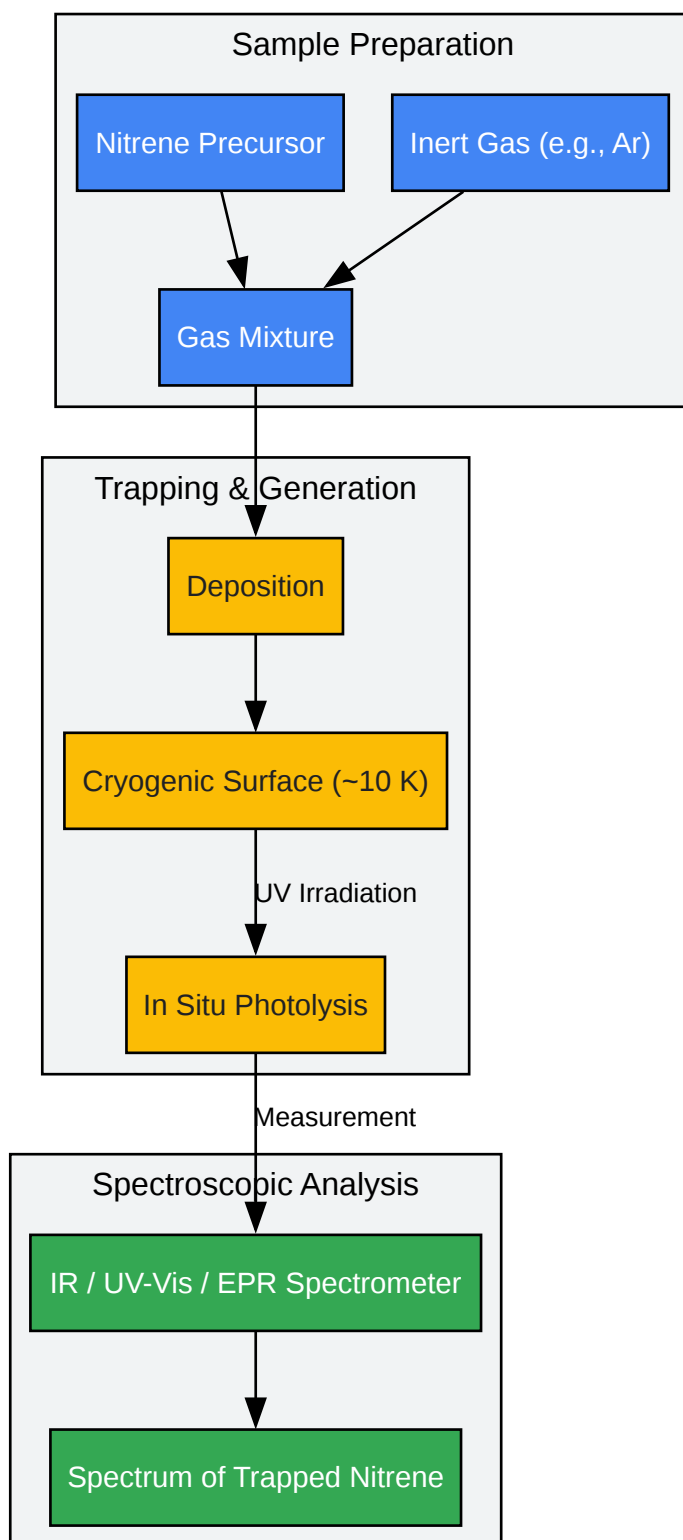 Sample Preparation
Nitrene Precursor
Inert Gas (e.g., Ar)
Gas Mixture
Trapping & Generation
Deposition
Cryogenic Surface (~10 K)
UV Irradiation
In Situ Photolysis
Measurement
Spectroscopic Analysis
IR / UV-Vis / EPR Spectrometer
Spectrum of Trapped Nitrene